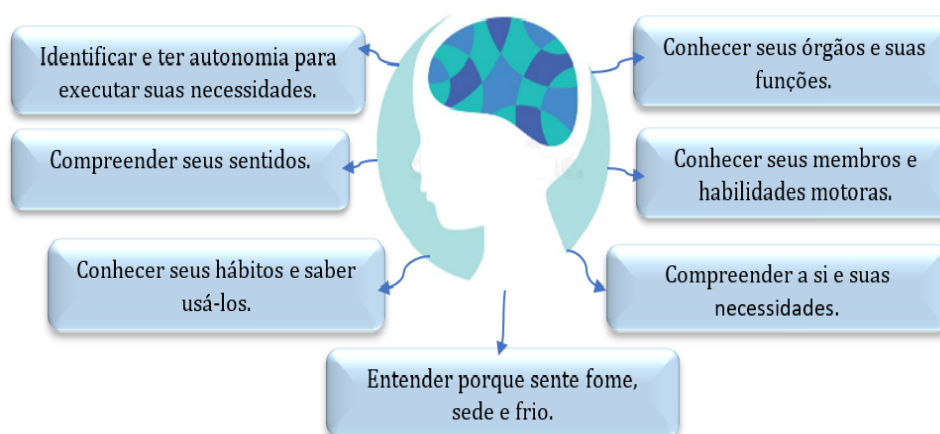 Identificar e ter autonomia para
executar suas necessidades.
Conhecer seus órgãos e suas
funções.
Compreender seus sentidos.
Conhecer seus membros e
habilidades motoras.
Conhecer seus hábitos e saber
usá-los.
Compreender a si e suas
necessidades.
Entender porque sente fome,
sede e frio.